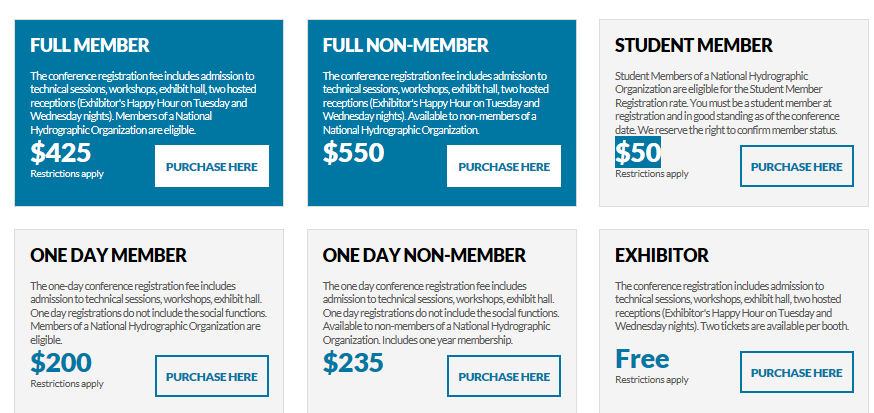 FULL MEMBER
The conference registration fee includes admission to
technical sessions, workshops, exhibit hall, two hosted
receptions (Exhibitor's Happy Hour on Tuesday and
Wednesday nights). Members of a National
Hydrographic Organization are eligible.
$425
Restrictions apply
PURCHASE HERE
FULL NON-MEMBER
The conference registration fee includes admission to
technical sessions, workshops, exhibit hall, two hosted
receptions (Exhibitor's Happy Hour on Tuesday and
Wednesday nights). Available to non-members of a
National Hydrographic Organization.
$550
PURCHASE HERE
STUDENT MEMBER
Student Members of a National Hydrographic
Organization are eligible for the Student Member
Registration rate. You must be a student member at
registration and in good standing as of the conference
date. We reserve the right to confirm member status.
$50
Restrictions apply
PURCHASE HERE
ONE DAY MEMBER
The one-day conference registration fee includes
admission to technical sessions, workshops, exhibit hall.
One day registrations do not include the social functions.
Members of a National Hydrographic Organization are
eligible.
$200
Restrictions apply
PURCHASE HERE
ONE DAY NON-MEMBER
The one day conference registration fee includes
admission to technical sessions, workshops, exhibit hall.
One day registrations do not include the social functions.
Available to non-members of a National Hydrographic
Organization. Includes one year membership.
$235
PURCHASE HERE
EXHIBITOR
The conference registration includes admission to
technical sessions, workshops, exhibit hall, two hosted
receptions (Exhibitor's Happy Hour on Tuesday and
Wednesday nights). Two tickets are available per booth.
Free
Restrictions apply
PURCHASE HERE